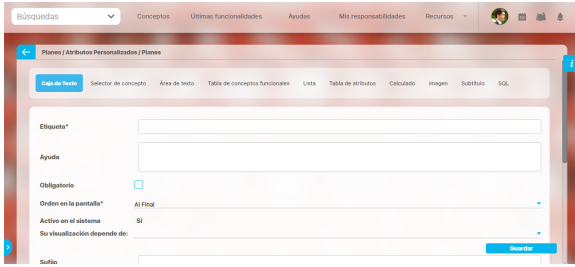 Búsquedas Conceptos Últimas funcionalidades Ayudas Mis responsabilidades Recursos
Planes / Atributos Personalizados / Planes
i
Caja de Texto Selector de concepto Área de texto Tabla de conceptos funcionales Lista Tabla de atributos Calculado Imagen Subtítulo SQL
Etiqueta*
Ayuda
Obligatorio
Orden en la pantalla* Al Final
Activo en el sistema Si
Su visualización depende de:
Guardar
Sufijo